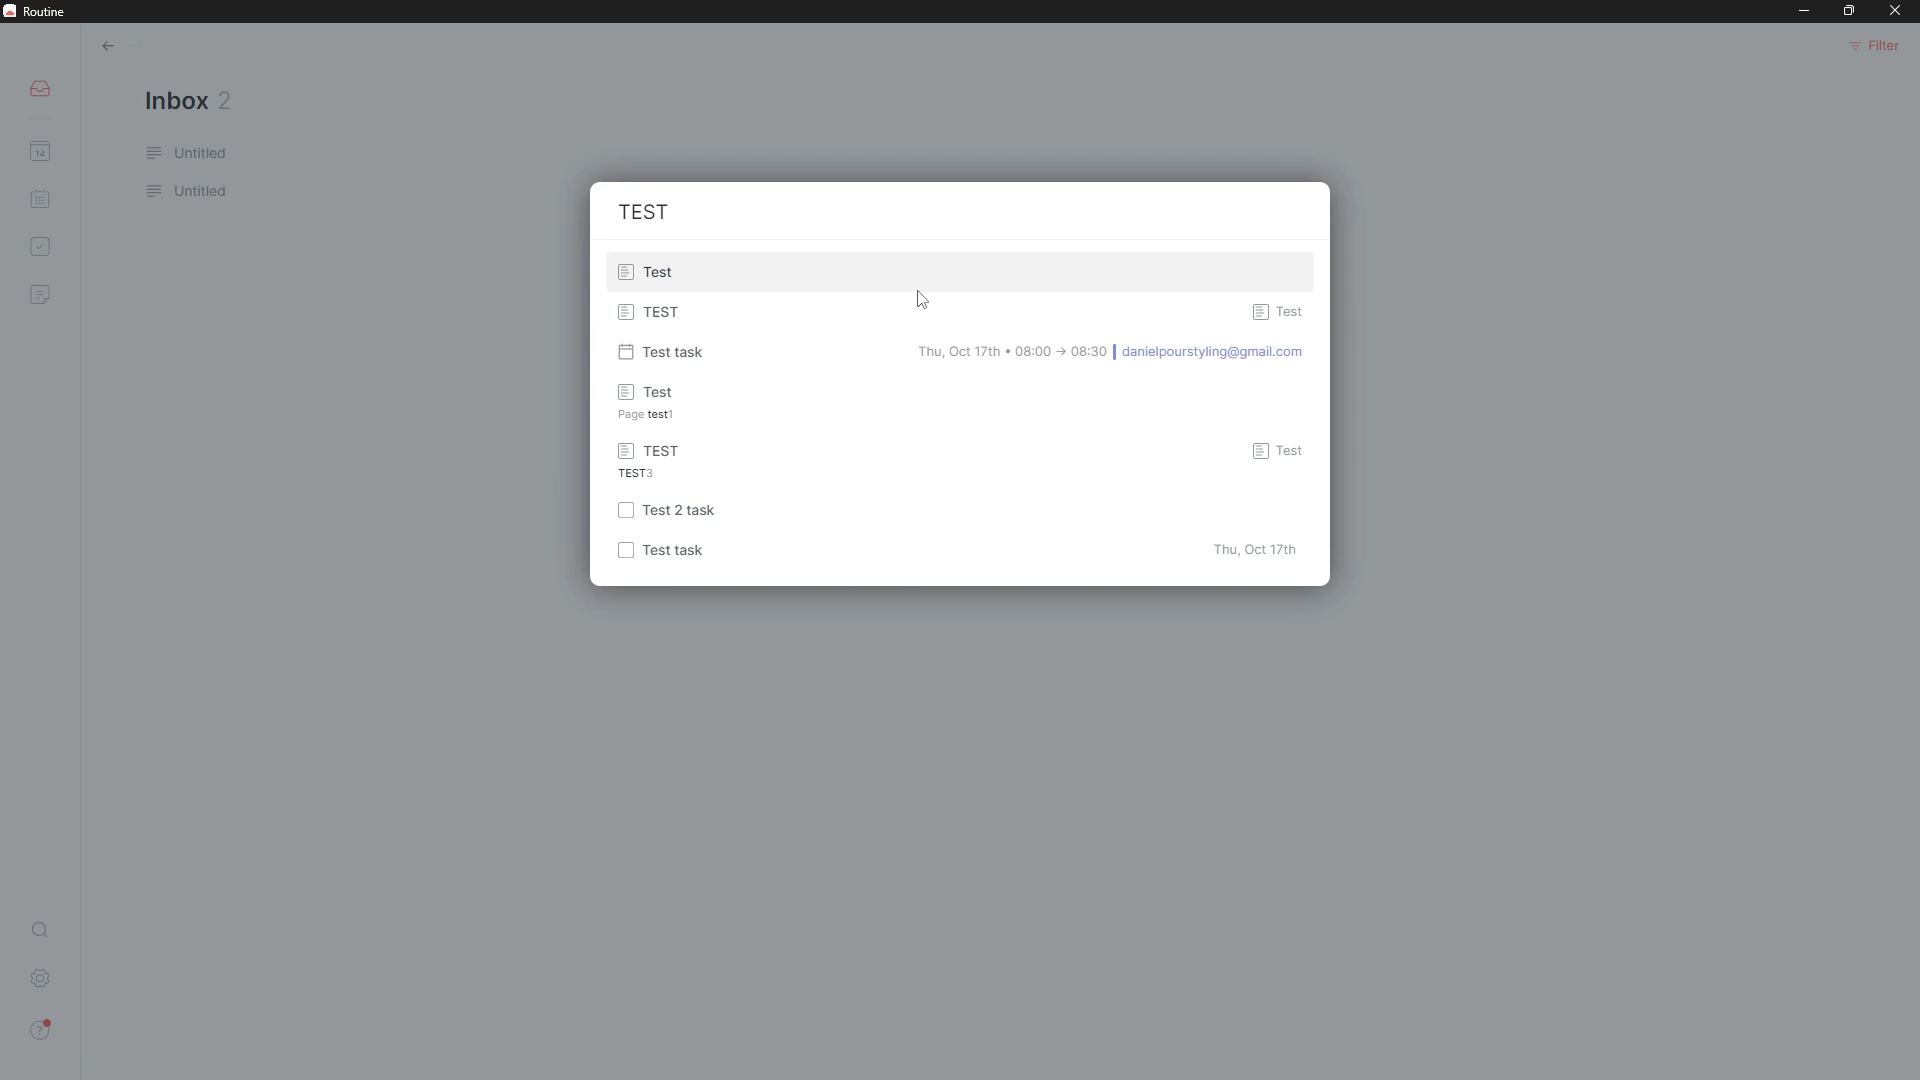 Routine
Filter
Inbox 2
14
Untitled
Untitled
TEST
Test
TEST Test
Test task Thu, Oct 17th • 08:00 → 08:30 danielpourstyling@gmail.com
Test
Page test1
TEST Test
TEST3
Test 2 task
Test task Thu, Oct 17th
?